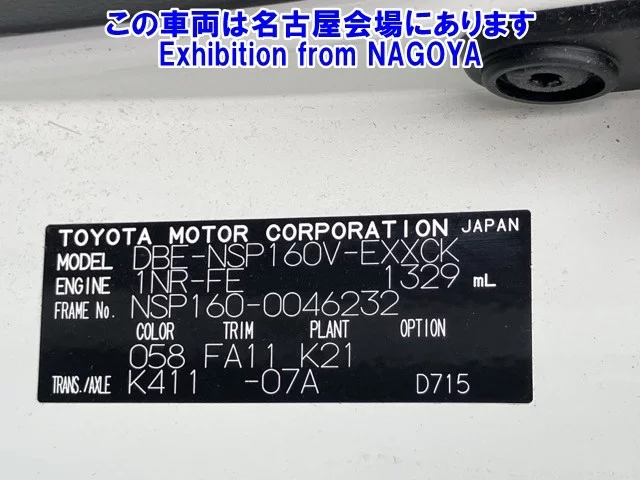 この車両は名古屋会場にあります
Exhibition from NAGOYA
TOYOTA MOTOR CORPORATION JAPAN
MODEL DBE-NSP160V-EXXCK
ENGINE 1NR-FE 1329 mL
FRAME No. NSP160-0046232
COLOR TRIM PLANT OPTION
058 FA11 K21
TRANS./AXLE K411 -07A D715